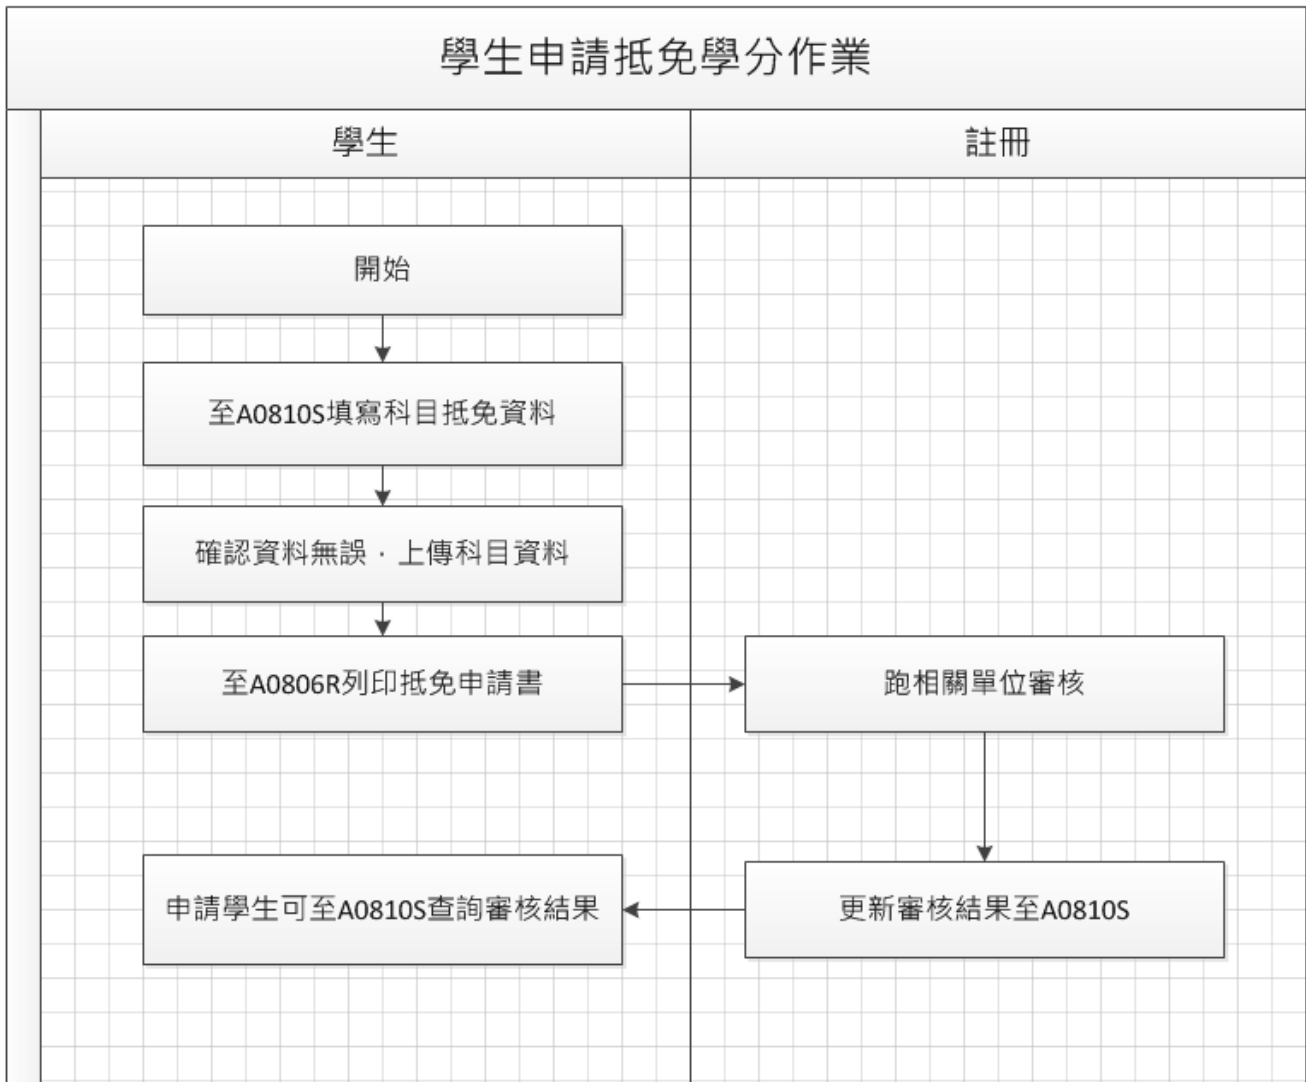 學生申請抵免學分作業
學生
註冊
開始
至A0810S填寫科目抵免資料
確認資料無誤，上傳科目資料
至A0806R列印抵免申請書
跑相關單位審核
申請學生可至A0810S查詢審核結果
更新審核結果至A0810S